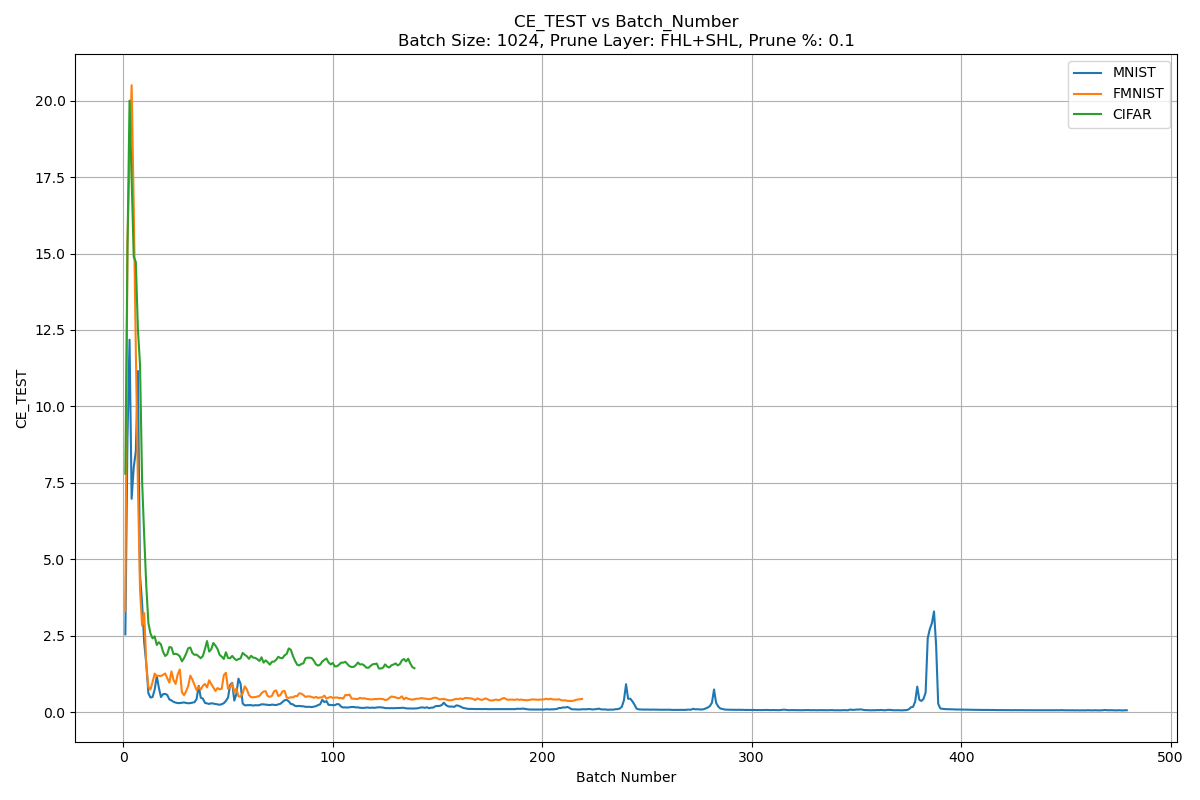 CE_TEST vs Batch_Number
Batch Size: 1024, Prune Layer: FHL+SHL, Prune %: 0.1
MNIST
FMNIST
CIFAR
20.0
17.5
15.0
12.5
10.0
7.5
5.0
2.5
0.0
CE_TEST
0 100 200 300 400 500
Batch Number